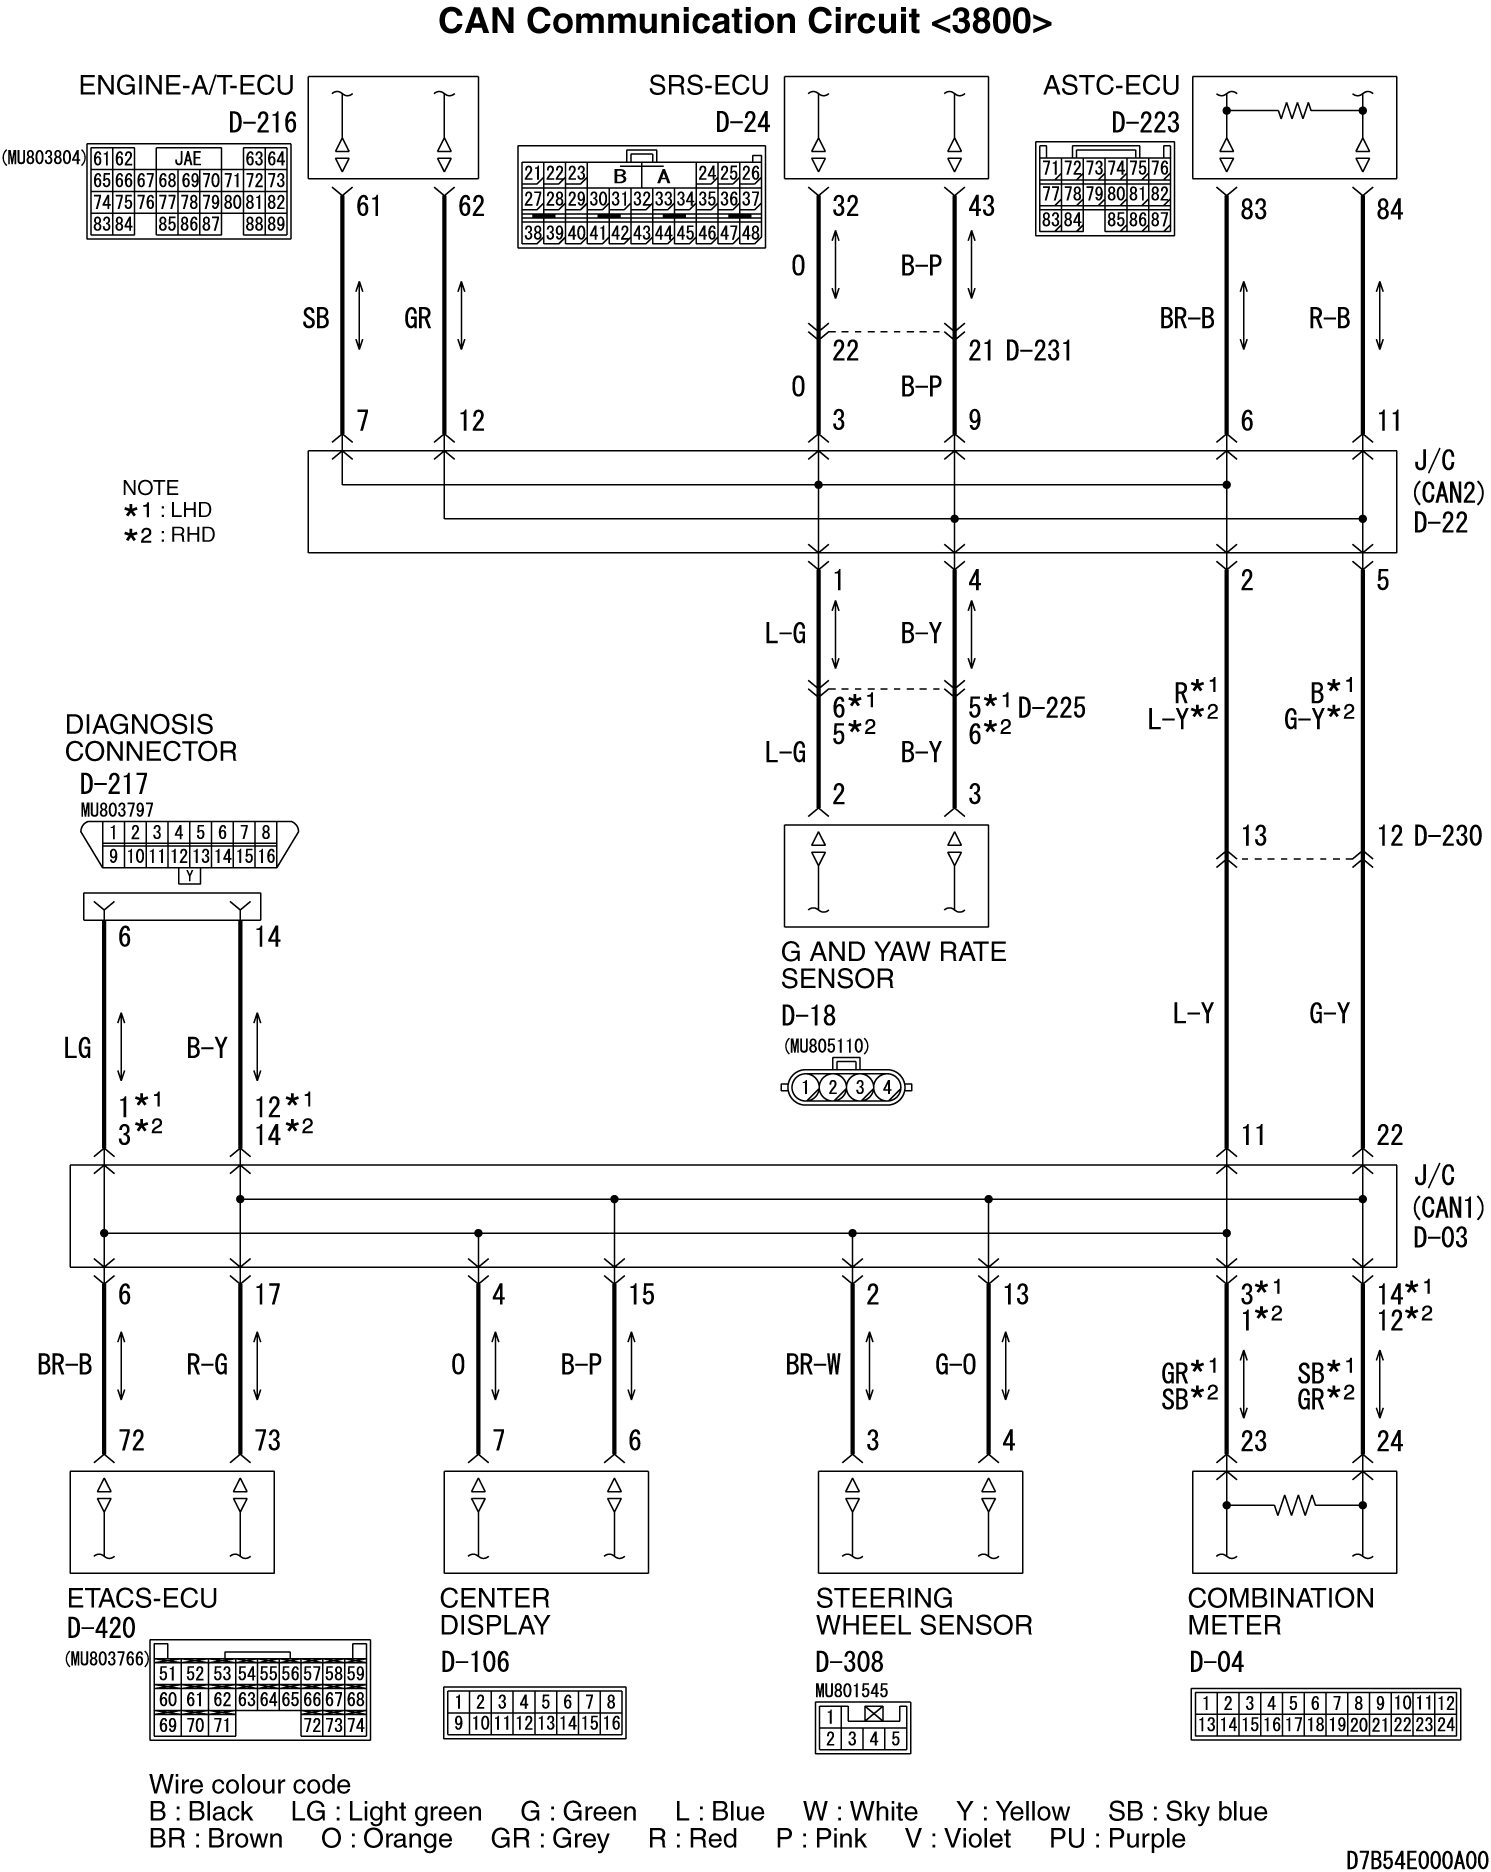 CAN Communication Circuit <3800>
ENGINE-A/T-ECU
D-216
(MU803804)
61 62 JAE 63 64
65 66 67 68 69 70 71 72 73
74 75 76 77 78 79 80 81 82
83 84 85 86 87 88 89
SRS-ECU
D-24
21 22 23 B A 24 25 26
27 28 29 30 31 32 33 34 35 36 37
38 39 40 41 42 43 44 45 46 47 48
ASTC-ECU
D-223
71 72 73 74 75 76
77 78 79 80 81 82
83 84 85 86 87
61 62 32 43 83 84
O B-P
SB GR BR-B R-B
22 21 D-231
O B-P
7 12 3 9 6 11
J/C
(CAN2)
D-22
NOTE
*1 : LHD
*2 : RHD
1 4 2 5
L-G B-Y
R*1 B*1
L-Y*2 G-Y*2
6*1 5*1 D-225
5*2 6*2
L-G B-Y
2 3
DIAGNOSIS
CONNECTOR
D-217
MU803797
1 2 3 4 5 6 7 8
9 10 11 12 13 14 15 16
Y
13 12 D-230
6 14
G AND YAW RATE
SENSOR
D-18
(MU805110)
1 2 3 4
L-Y G-Y
LG B-Y
1*1 12*1
3*2 14*2
11 22
J/C
(CAN1)
D-03
6 17 4 15 2 13 3*1 14*1
1*2 12*2
BR-B R-G O B-P BR-W G-O GR*1 SB*1
SB*2 GR*2
72 73 7 6 3 4 23 24
ETACS-ECU
D-420
(MU803766)
51 52 53 54 55 56 57 58 59
60 61 62 63 64 65 66 67 68
69 70 71 72 73 74
CENTER
DISPLAY
D-106
1 2 3 4 5 6 7 8
9 10 11 12 13 14 15 16
STEERING
WHEEL SENSOR
D-308
MU801545
1
2 3 4 5
COMBINATION
METER
D-04
1 2 3 4 5 6 7 8 9 10 11 12
13 14 15 16 17 18 19 20 21 22 23 24
Wire colour code
B : Black LG : Light green G : Green L : Blue W : White Y : Yellow SB : Sky blue
BR : Brown O : Orange GR : Grey R : Red P : Pink V : Violet PU : Purple
D7B54E000A00